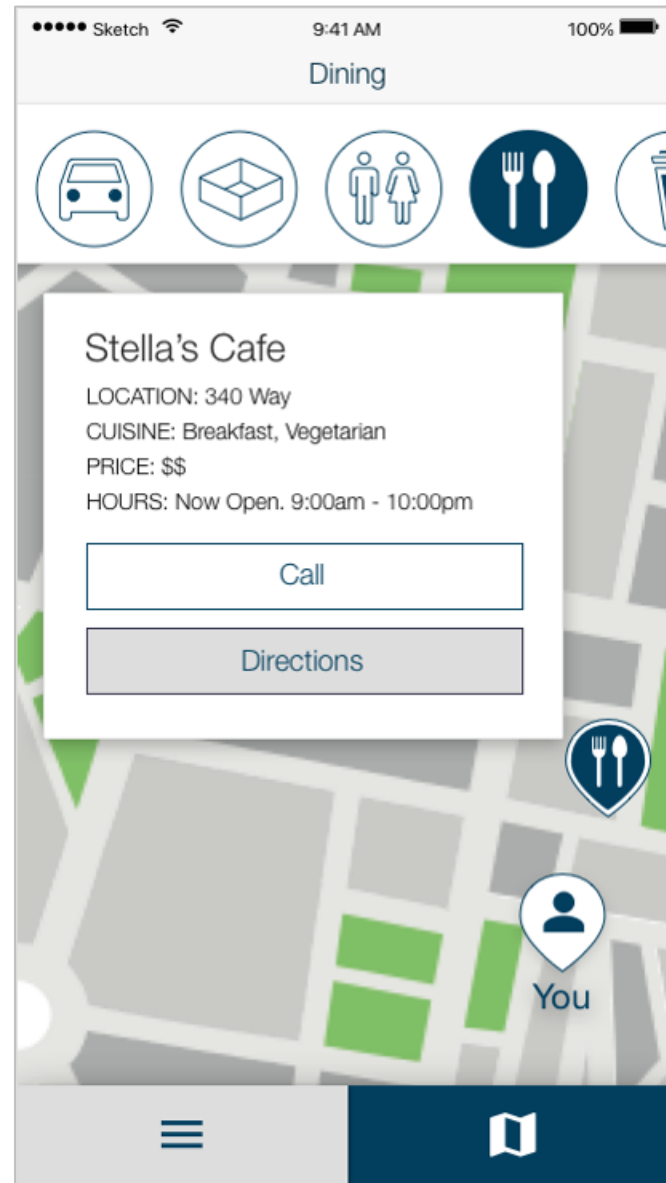 Sketch 9:41 AM 100%
Dining
Stella’s Cafe
LOCATION: 340 Way
CUISINE: Breakfast, Vegetarian
PRICE: $$
HOURS: Now Open. 9:00am - 10:00pm
Call
Directions
You